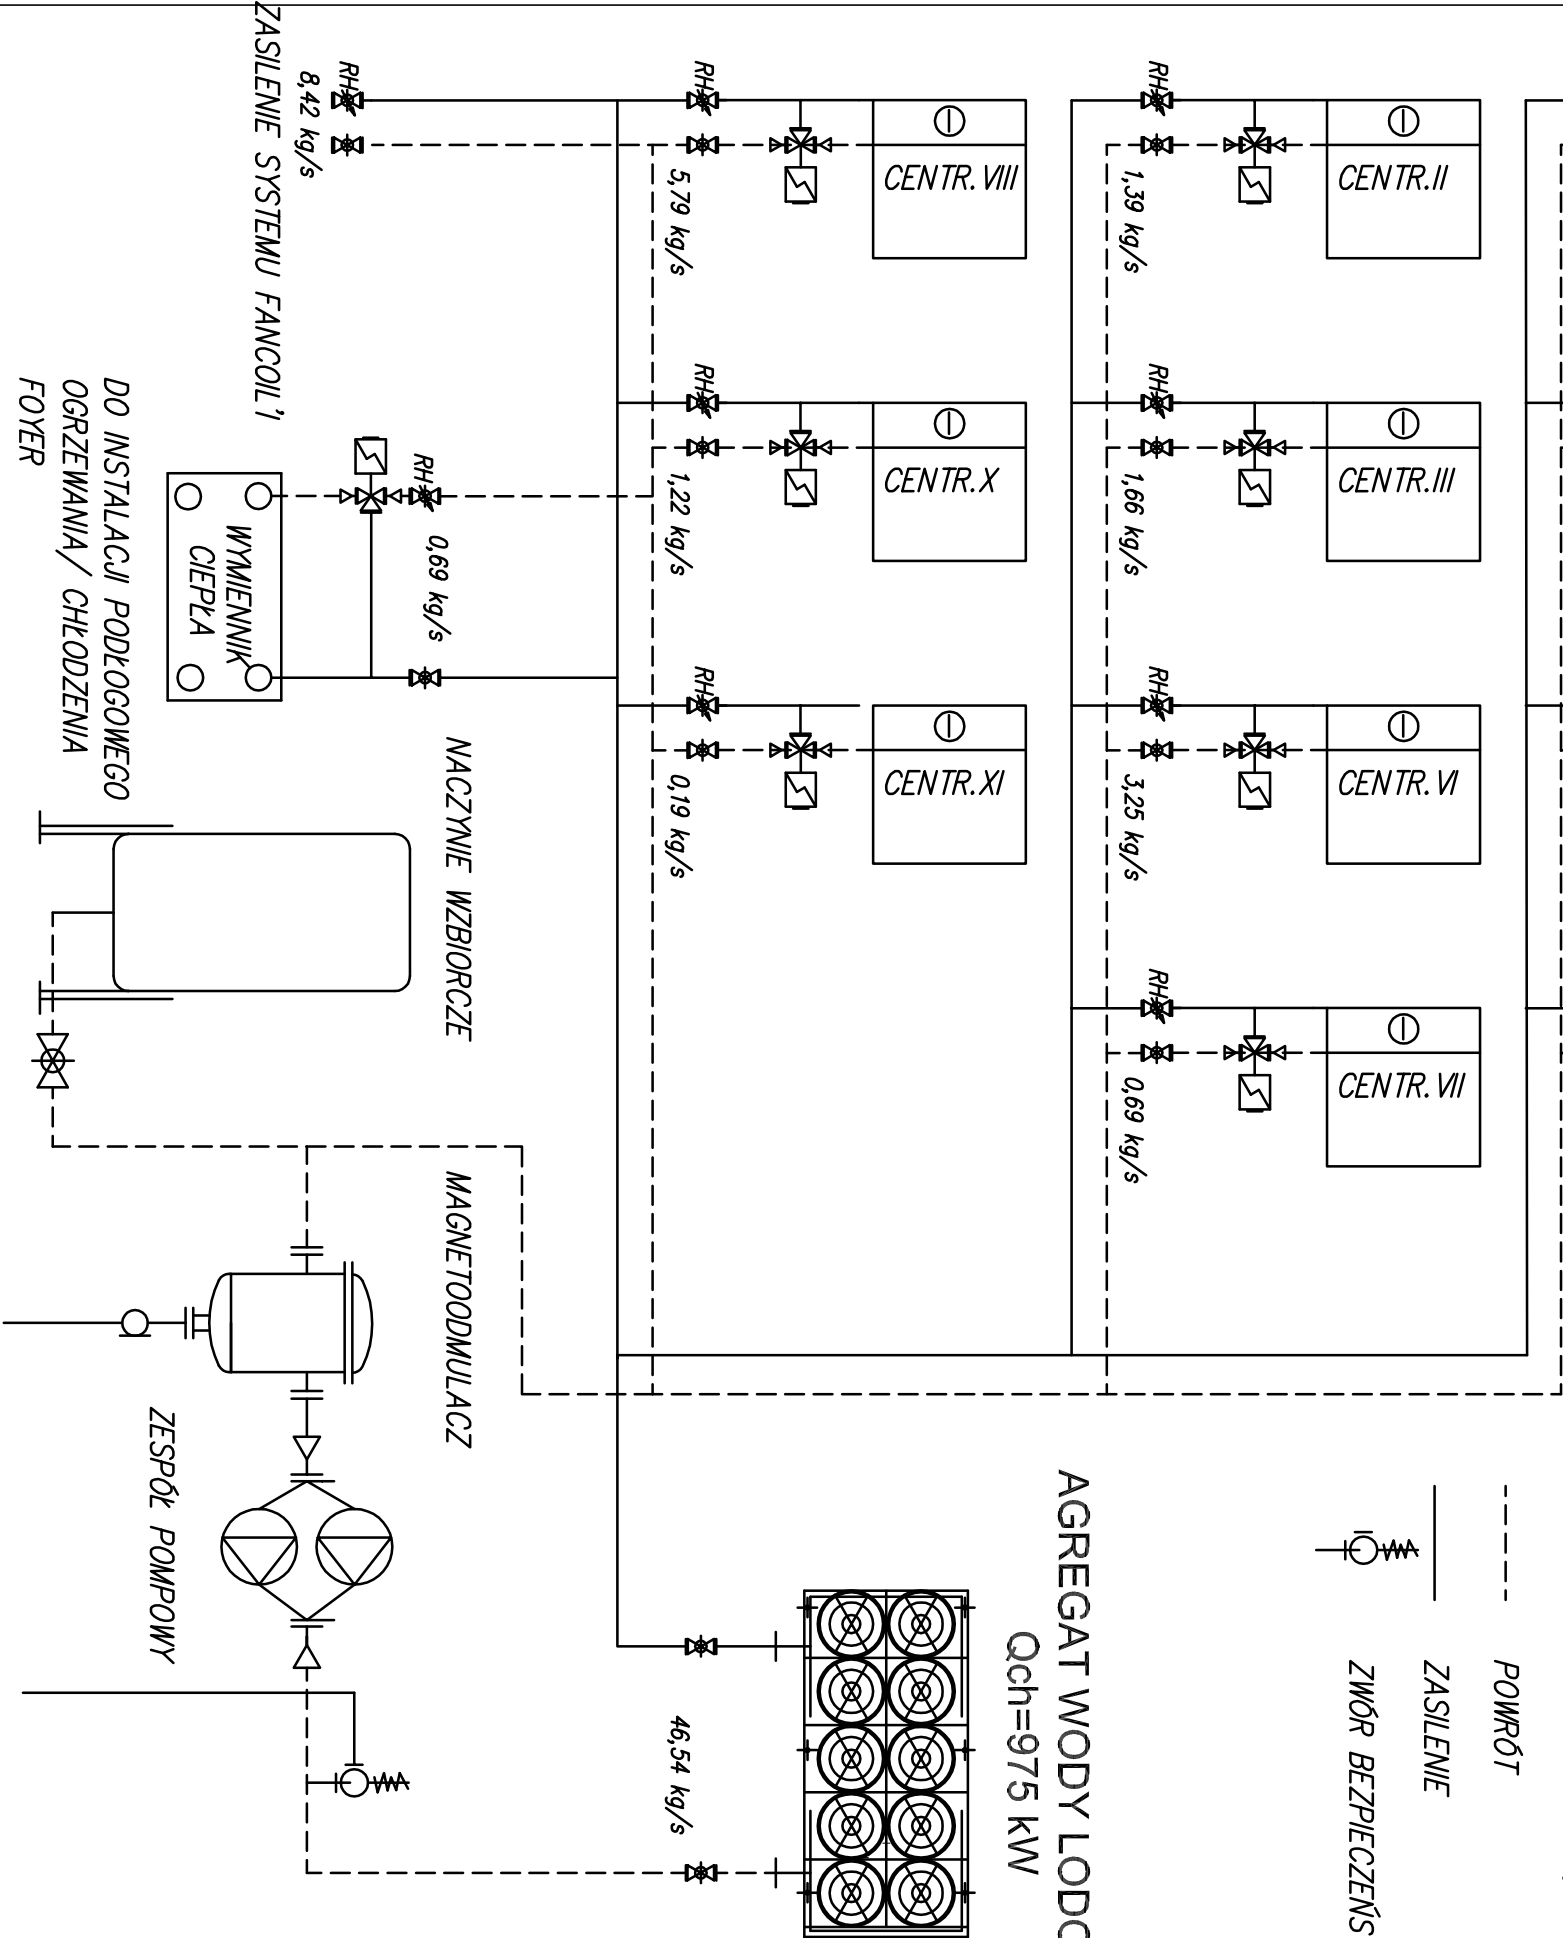 ZASILENIE SYSTEMU FANCOIL'I
8,42 kg/s
RH
RH
5,79 kg/s
CENTR. VIII
RH
1,39 kg/s
CENTR.II
RH
1,22 kg/s
CENTR.X
RH
1,66 kg/s
CENTR.III
RH
0,19 kg/s
CENTR.XI
RH
3,25 kg/s
CENTR.VI
RH
0,69 kg/s
CENTR.VII
RH
0,69 kg/s
WYMIENNIK
CIEPŁA
DO INSTALACJI PODŁOGOWEGO
OGRZEWANIA/ CHŁODZENIA
FOYER
NACZYNIE WZBIORCZE
MAGNETOODMULACZ
ZESPÓŁ POMPOWY
46,54 kg/s
AGREGAT WODY LODO
Qch=975 kW
POWRÓT
ZASILENIE
ZWÓR BEZPIECZEŃS